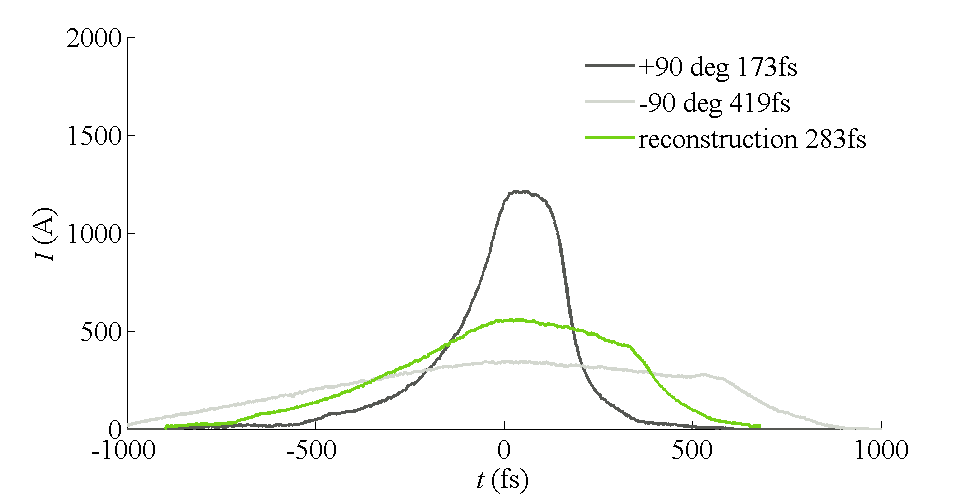 2000
+90 deg 173fs
-90 deg 419fs
1500
reconstruction 283fs
1000
I (A)
500
0
-1000 -500 0 500 1000
t (fs)